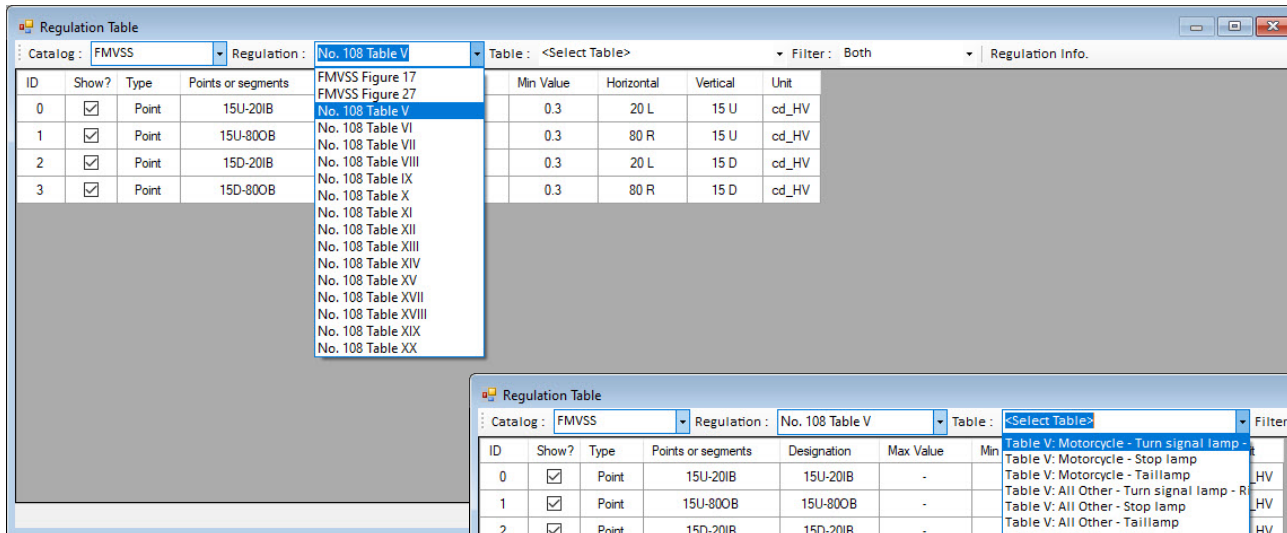 Regulation Table
Catalog : FMVSS Regulation : No. 108 Table V Table : <Select Table> Filter : Both Regulation Info.
ID Show? Type Points or segments Min Value Horizontal Vertical Unit
0 Point 15U-20IB 0.3 20 L 15 U cd_HV
1 Point 15U-80OB 0.3 80 R 15 U cd_HV
2 Point 15D-20IB 0.3 20 L 15 D cd_HV
3 Point 15D-80OB 0.3 80 R 15 D cd_HV
FMVSS Figure 17
FMVSS Figure 27
No. 108 Table V
No. 108 Table VI
No. 108 Table VII
No. 108 Table VIII
No. 108 Table IX
No. 108 Table X
No. 108 Table XI
No. 108 Table XII
No. 108 Table XIII
No. 108 Table XIV
No. 108 Table XV
No. 108 Table XVII
No. 108 Table XVIII
No. 108 Table XIX
No. 108 Table XX
Regulation Table
Catalog : FMVSS Regulation : No. 108 Table V Table : <Select Table> Filter
ID Show? Type Points or segments Designation Max Value Min
0 Point 15U-20IB 15U-20IB - _HV
1 Point 15U-80OB 15U-80OB - _HV
2 Point 15D-20IB 15D-20IB - HV
Table V: Motorcycle - Turn signal lamp -
Table V: Motorcycle - Stop lamp
Table V: Motorcycle - Taillamp
Table V: All Other - Turn signal lamp - Ri
Table V: All Other - Stop lamp
Table V: All Other - Taillamp